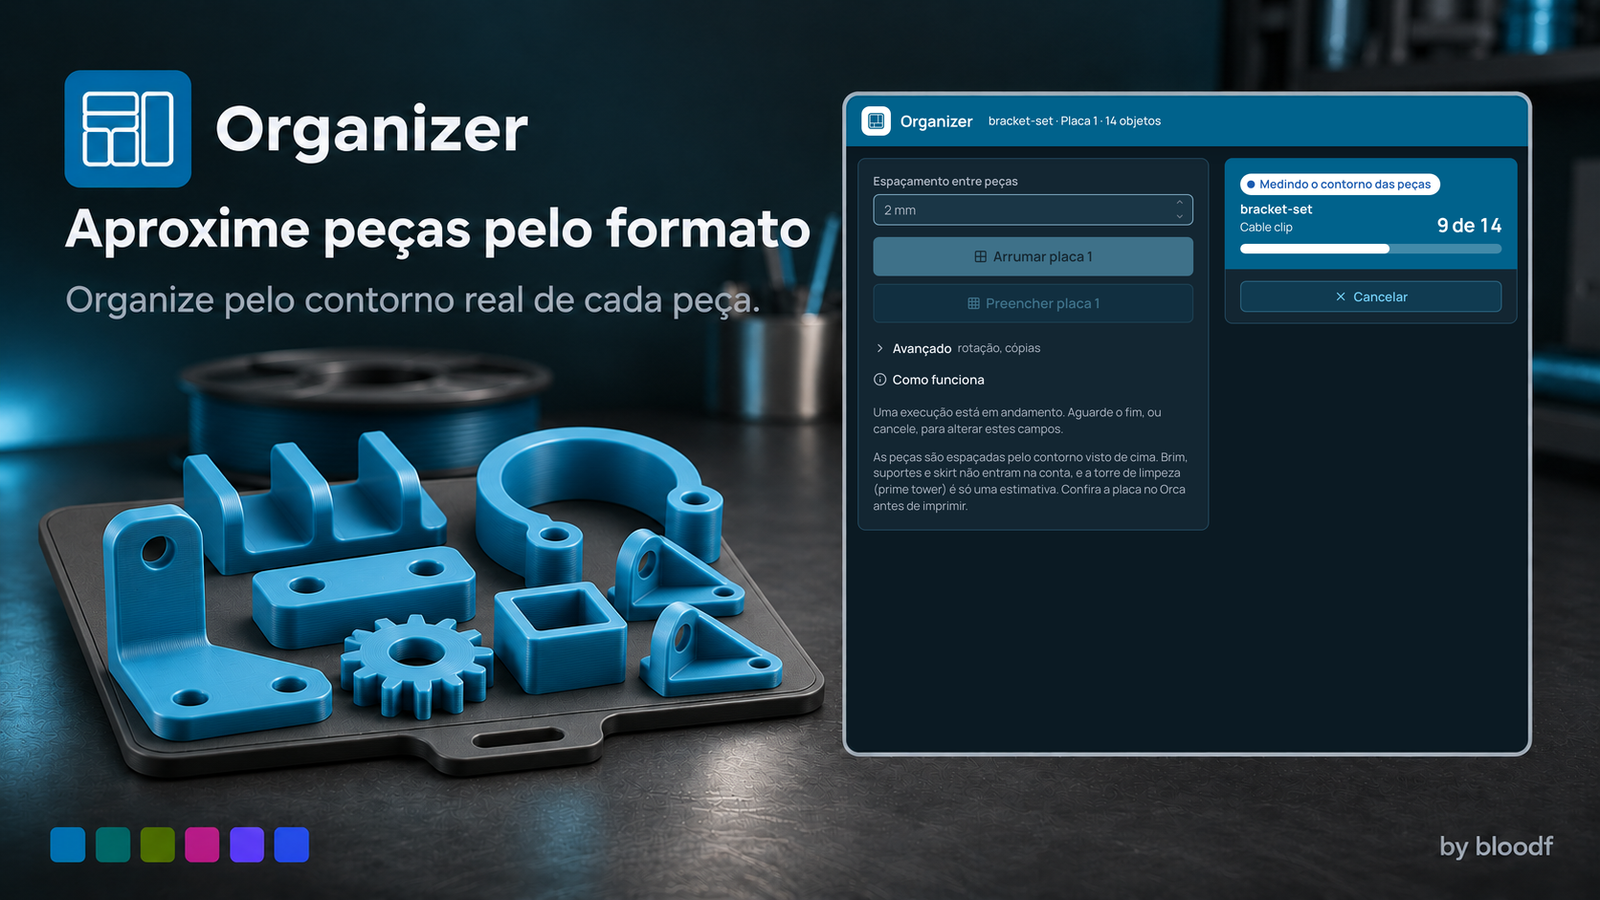 Organizer
Aproxime peças pelo formato
Organize pelo contorno real de cada peça.
Organizer bracket-set · Placa 1 · 14 objetos
Espaçamento entre peças
2 mm
Arrumar placa 1
Preencher placa 1
Avançado rotação, cópias
Como funciona
Uma execução está em andamento. Aguarde o fim, ou
cancele, para alterar estes campos.
As peças são espaçadas pelo contorno visto de cima. Brim,
suportes e skirt não entram na conta, e a torre de limpeza
(prime tower) é só uma estimativa. Confira a placa no Orca
antes de imprimir.
Medindo o contorno das peças
bracket-set
Cable clip
9 de 14
Cancelar
by bloodf